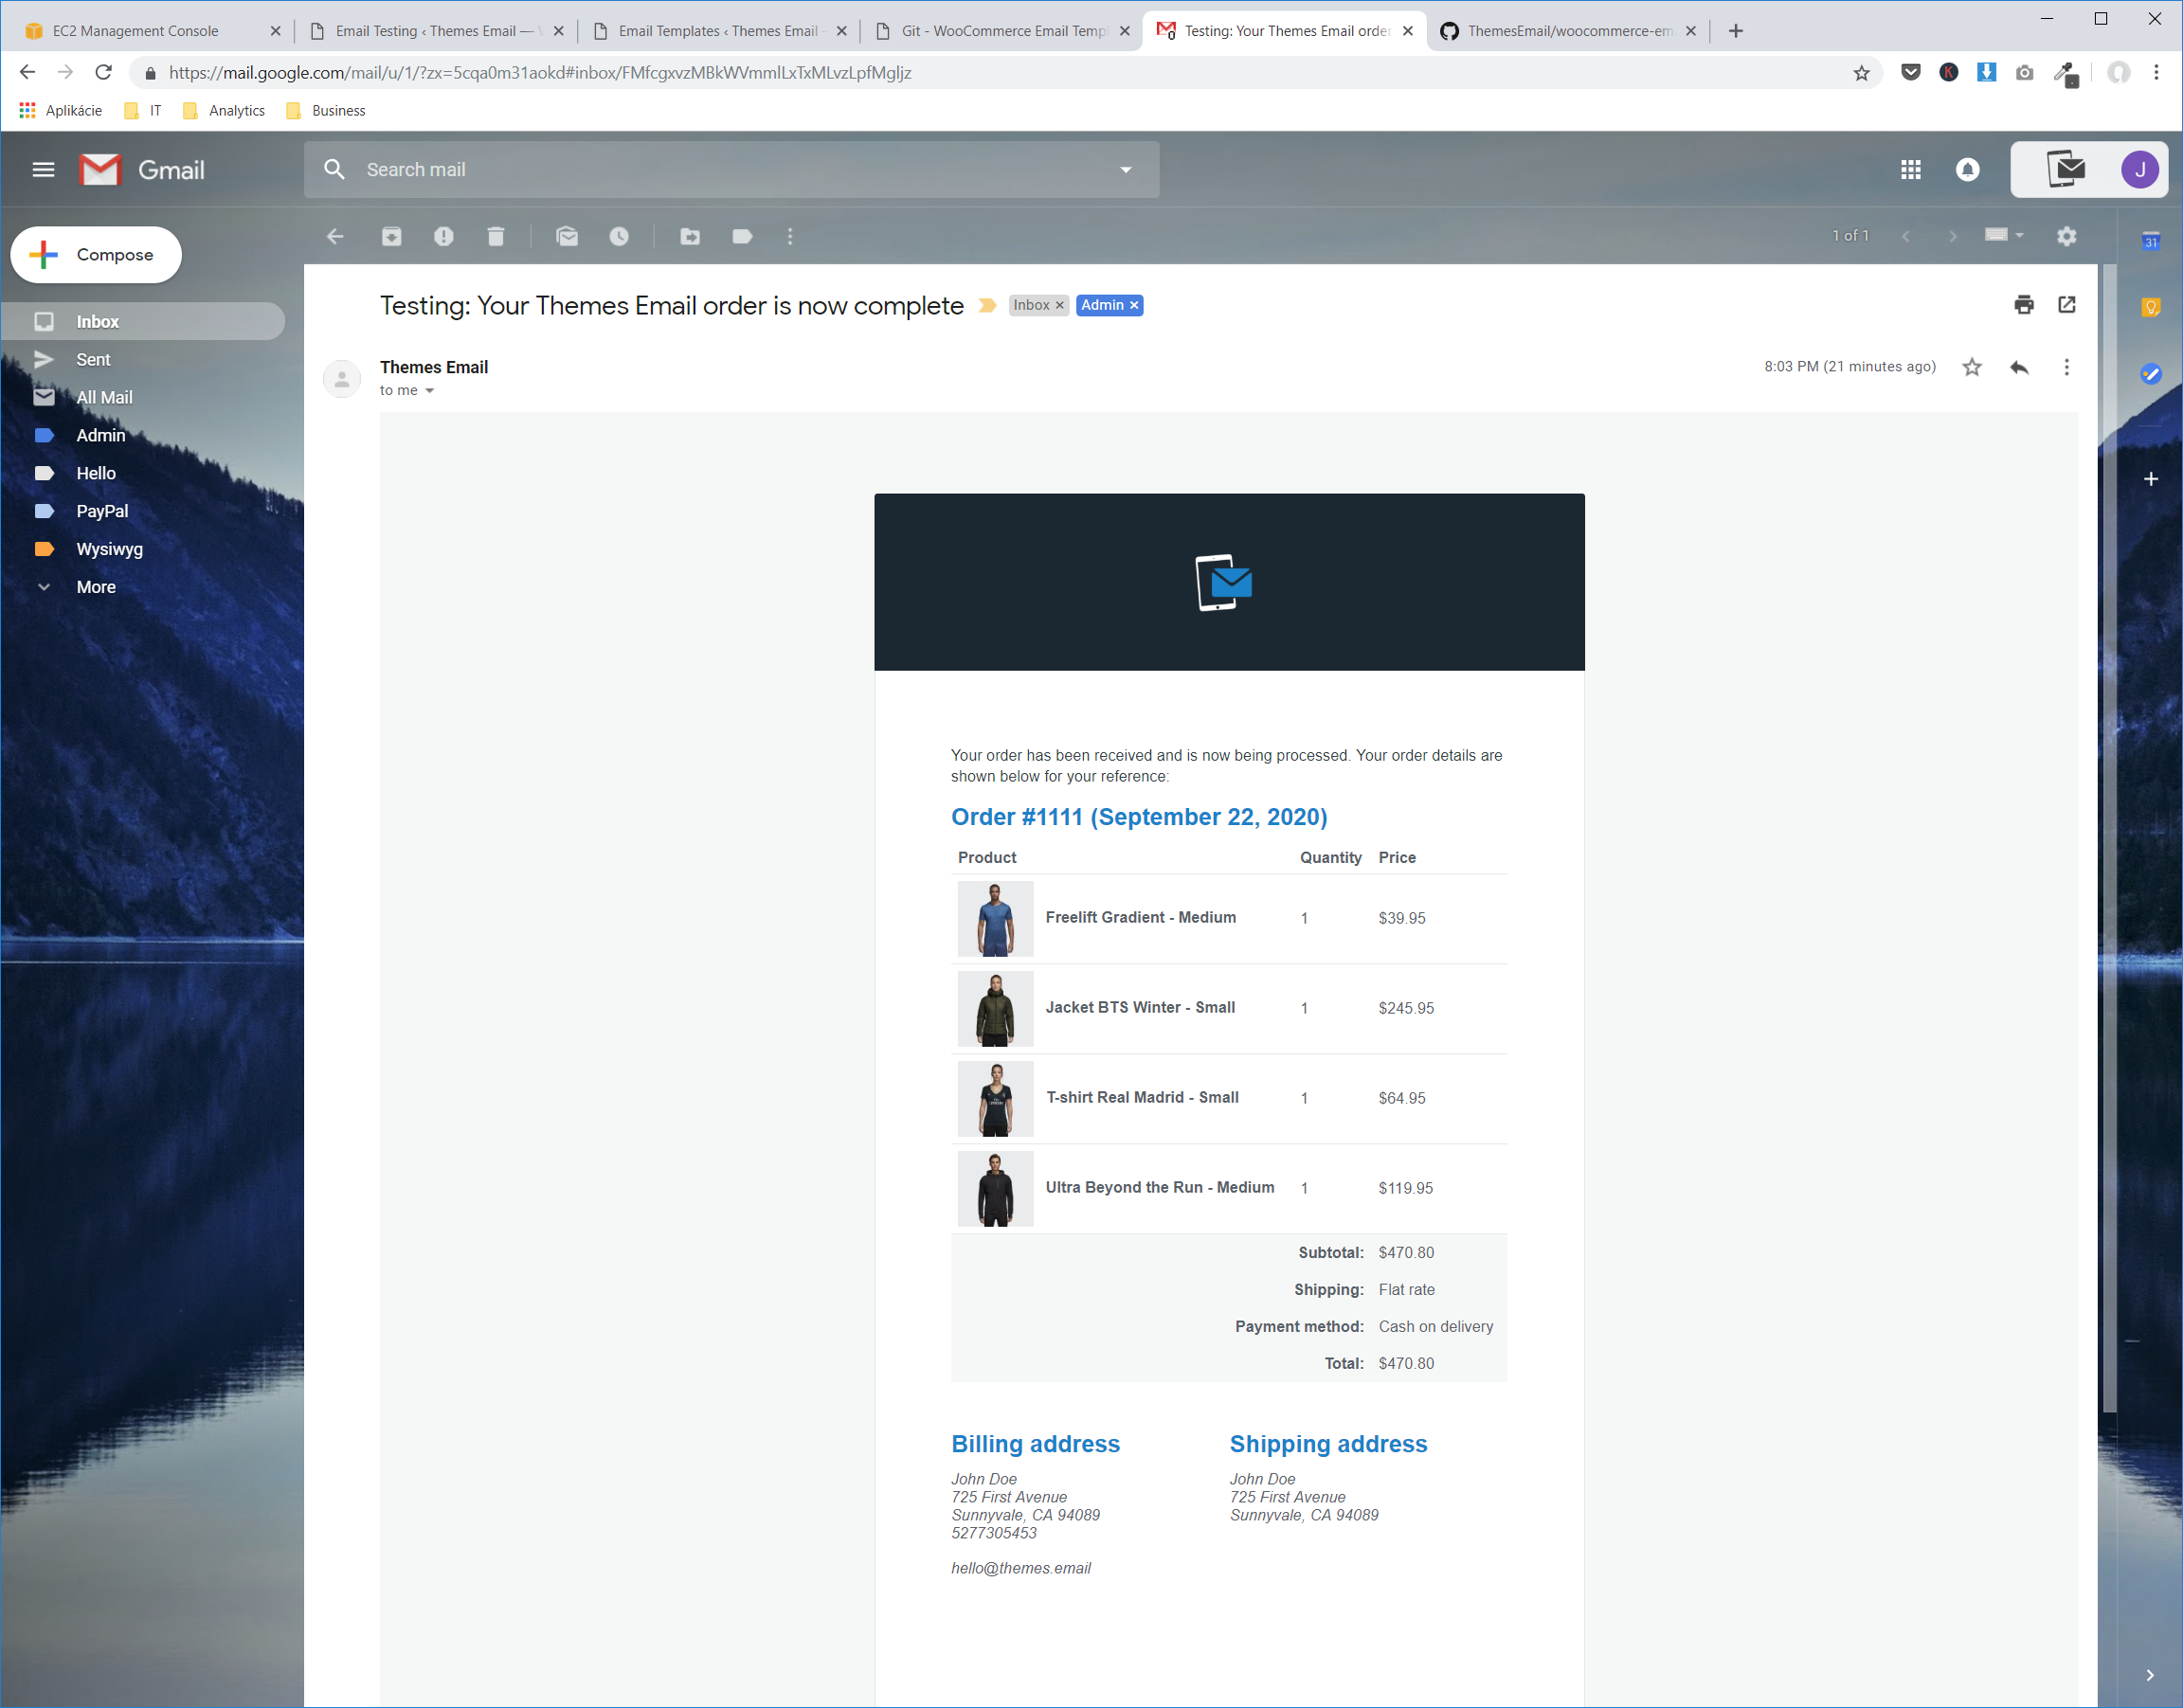 EC2 Management Console
Email Testing ‹ Themes Email —
Email Templates ‹ Themes Email
Git - WooCommerce Email Templ
Testing: Your Themes Email order
ThemesEmail/woocommerce-em
https://mail.google.com/mail/u/1/?zx=5cqa0m31aokd#inbox/FMfcgxvzMBkWVmmlLxTxMLvzLpfMgljz
Aplikácie
IT
Analytics
Business
Gmail
Search mail
J
Compose
1 of 1
31
Inbox
Sent
All Mail
Admin
Hello
PayPal
Wysiwyg
More
Testing: Your Themes Email order is now complete
Inbox ×
Admin ×
Themes Email
8:03 PM (21 minutes ago)
to me
Your order has been received and is now being processed. Your order details are
shown below for your reference:
Order #1111 (September 22, 2020)
Product Quantity Price
Freelift Gradient - Medium 1 $39.95
Jacket BTS Winter - Small 1 $245.95
T-shirt Real Madrid - Small 1 $64.95
Ultra Beyond the Run - Medium 1 $119.95
Subtotal: $470.80
Shipping: Flat rate
Payment method: Cash on delivery
Total: $470.80
Billing address
John Doe
725 First Avenue
Sunnyvale, CA 94089
5277305453
hello@themes.email
Shipping address
John Doe
725 First Avenue
Sunnyvale, CA 94089